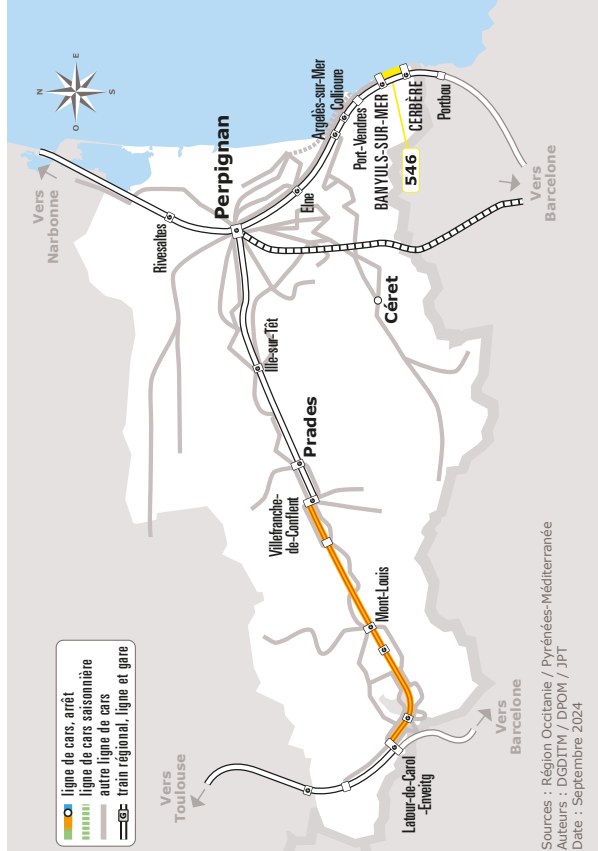 ligne de cars, arrêt
ligne de cars saisonnière
autre ligne de cars
G
train régional, ligne et gare
Vers
Toulouse
Latour-de-Carol
-Enveitg
Vers
Barcelone
Mont-Louis
Villefranche-
de-Conflent
Prades
Ille-sur-Têt
Céret
Perpignan
Rivesaltes
Vers
Narbonne
Elne
Argelès-sur-Mer
Collioure
Port-Vendres
BANYULS-SUR-MER
546
CERBÈRE
Portbou
Vers
Barcelone
N
E
S
O
Sources : Région Occitanie / Pyrénées-Méditerranée
Auteurs : DGDITM / DPOM / JPT
Date : Septembre 2024